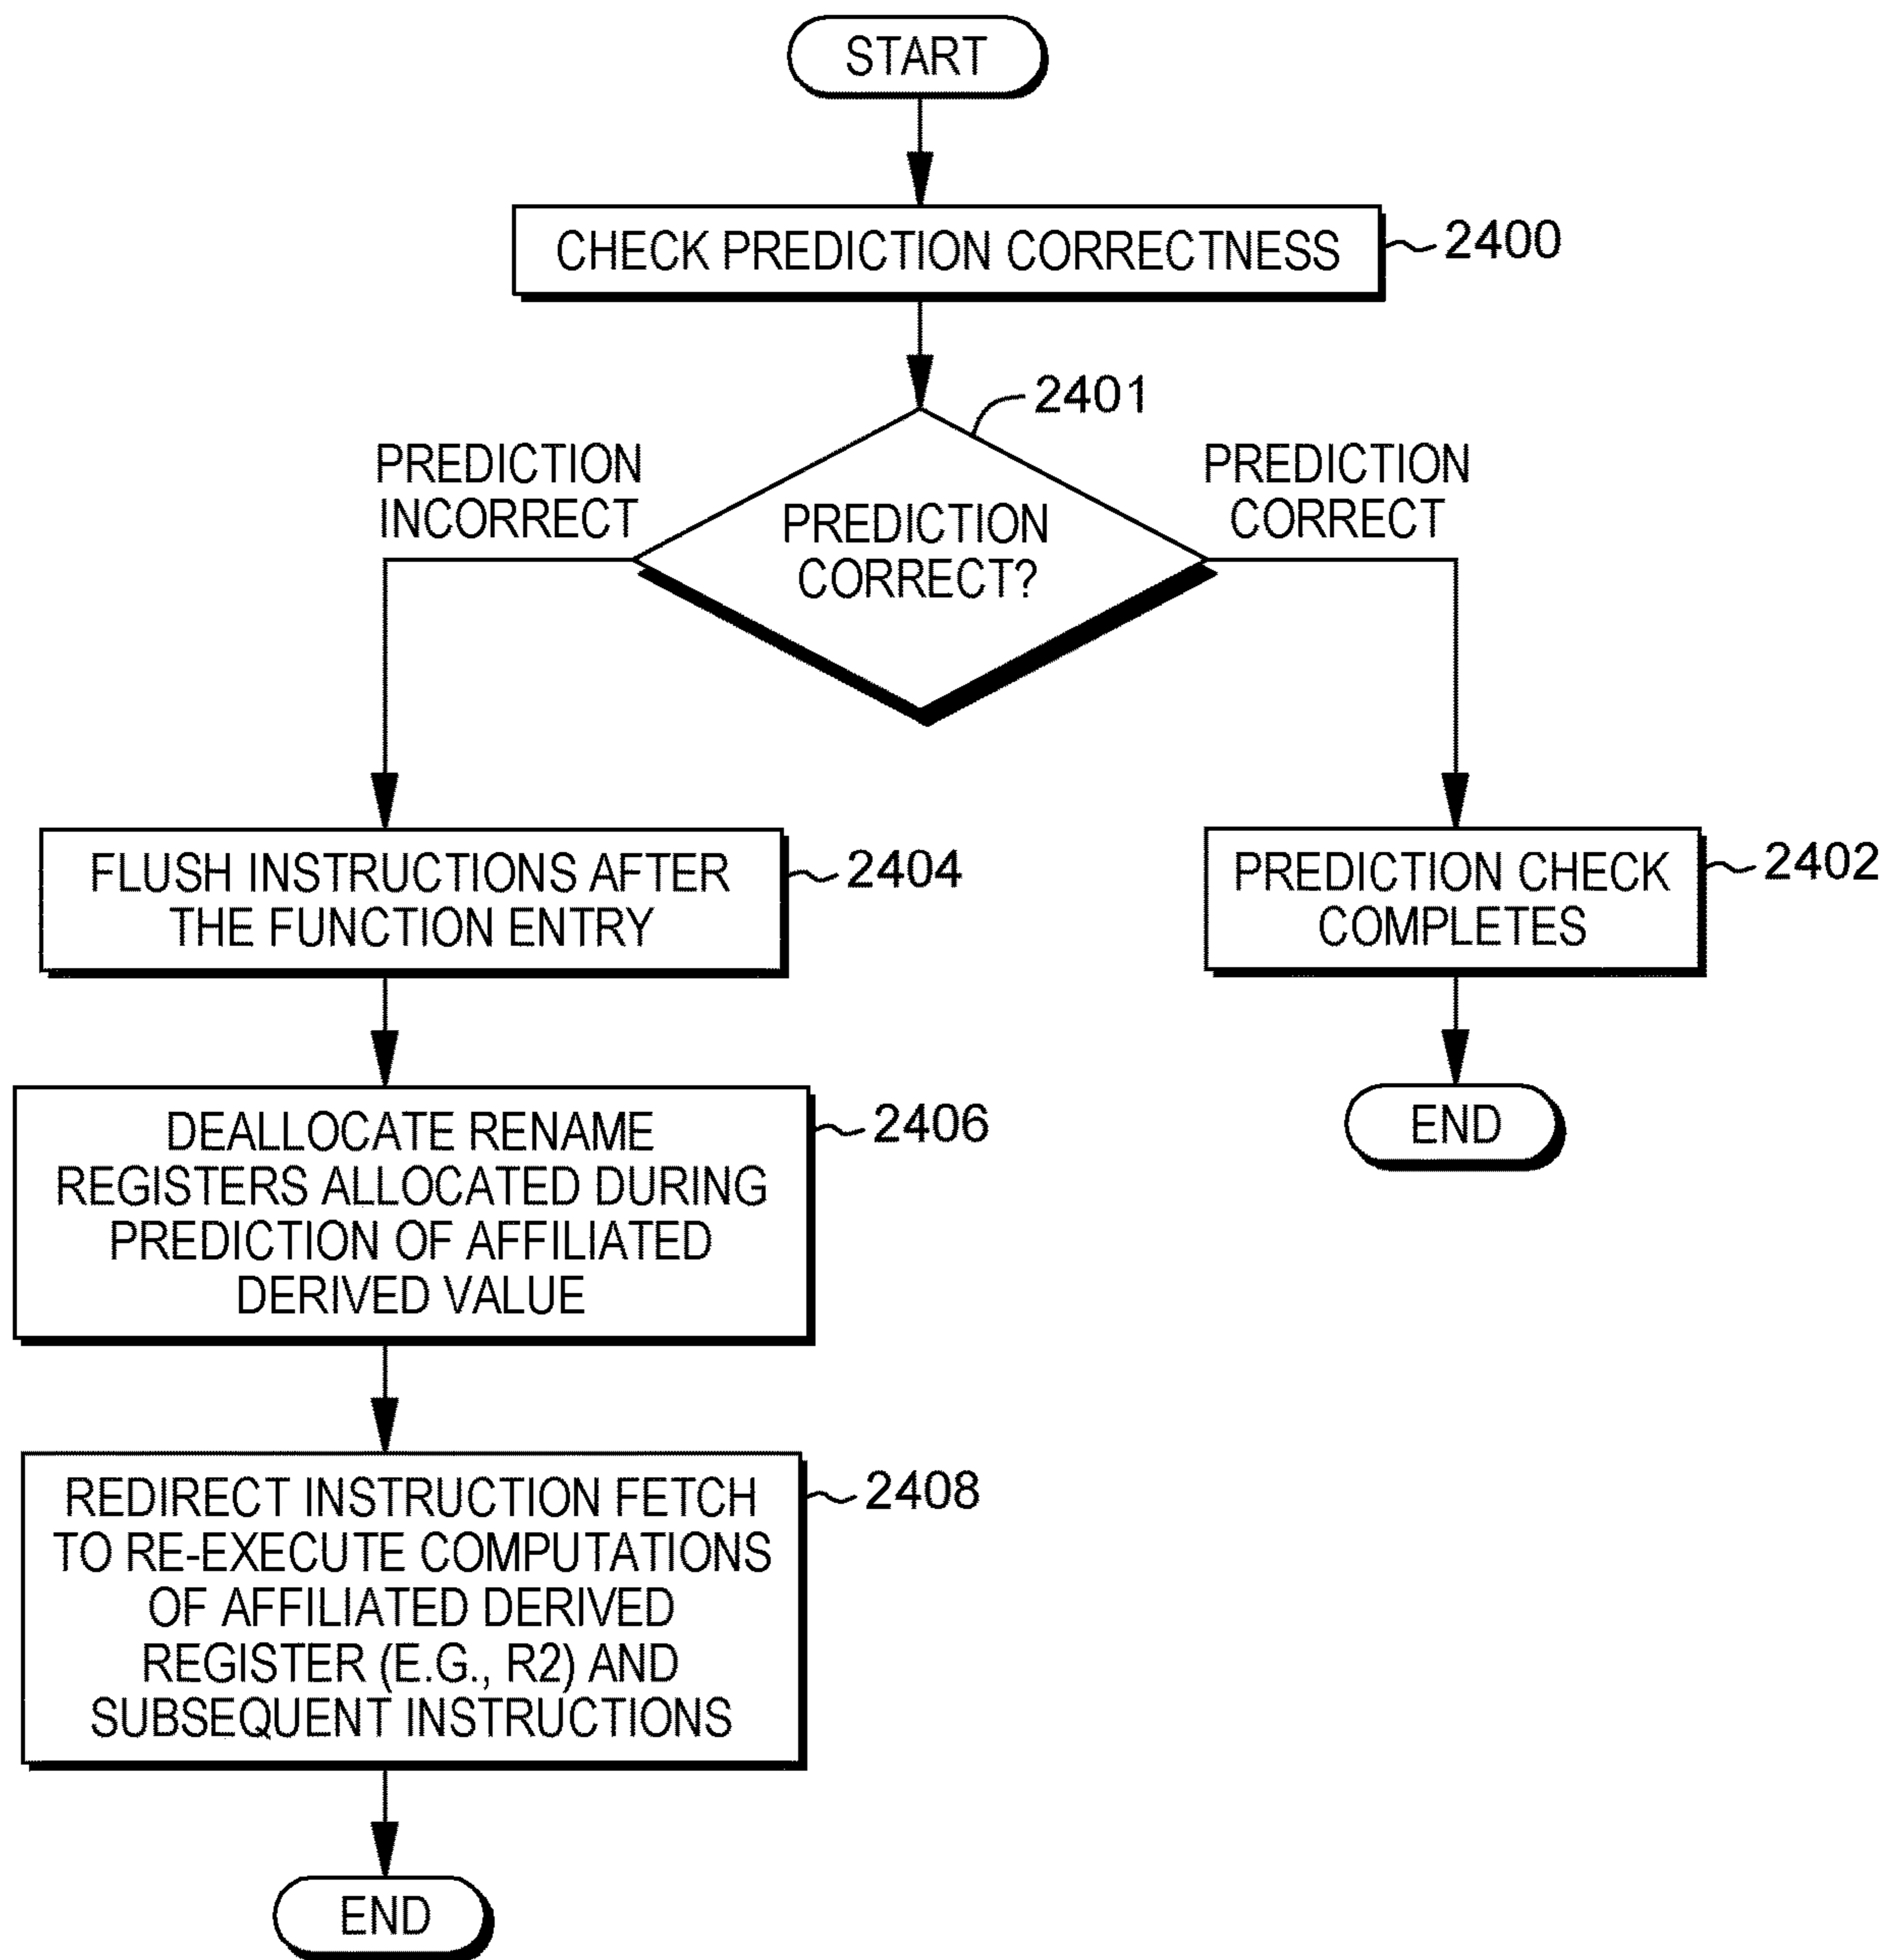 START
CHECK PREDICTION CORRECTNESS
2400
2401
PREDICTION
INCORRECT
PREDICTION
CORRECT?
PREDICTION
CORRECT
FLUSH INSTRUCTIONS AFTER
THE FUNCTION ENTRY
2404
PREDICTION CHECK
COMPLETES
2402
END
DEALLOCATE RENAME
REGISTERS ALLOCATED DURING
PREDICTION OF AFFILIATED
DERIVED VALUE
2406
REDIRECT INSTRUCTION FETCH
TO RE-EXECUTE COMPUTATIONS
OF AFFILIATED DERIVED
REGISTER (E.G., R2) AND
SUBSEQUENT INSTRUCTIONS
2408
END